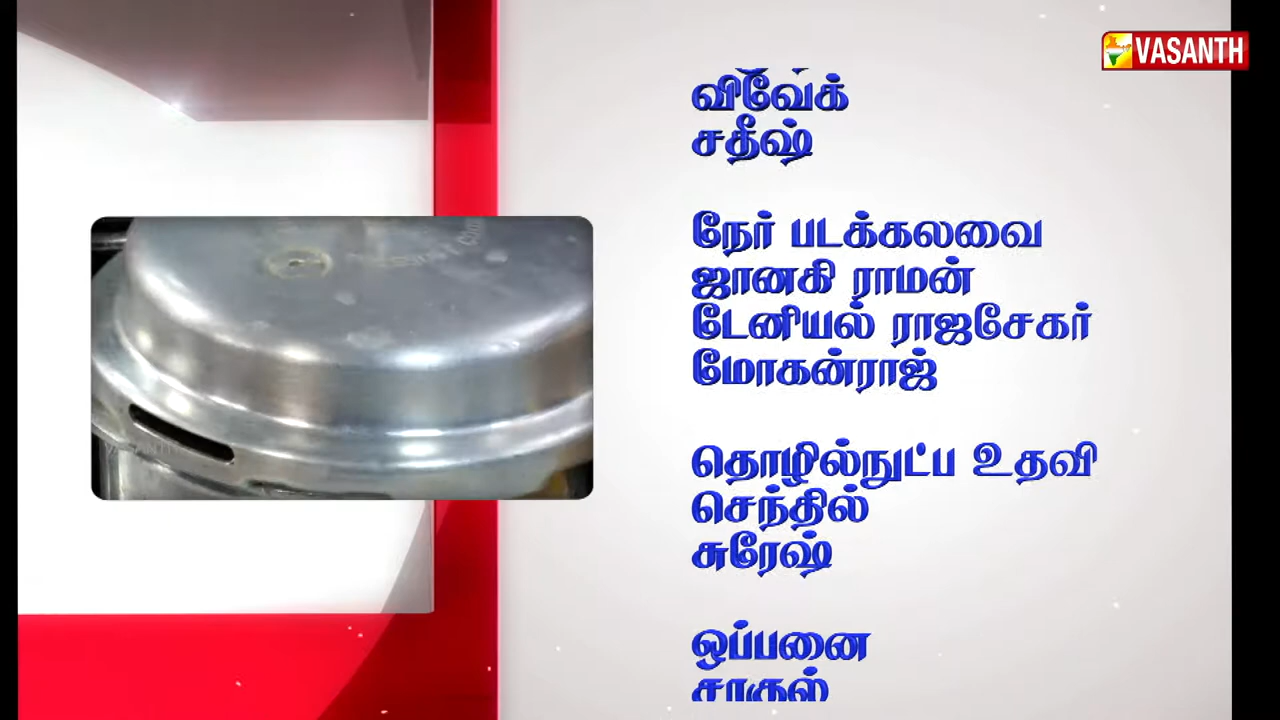 VASANTH
விவேக்
சதீஷ்
நேர் படக்கலவை
ஜானகி ராமன்
டேனியல் ராஜசேகர்
மோகன்ராஜ்
தொழில்நுட்ப உதவி
செந்தில்
சுரேஷ்
ஒப்பனை